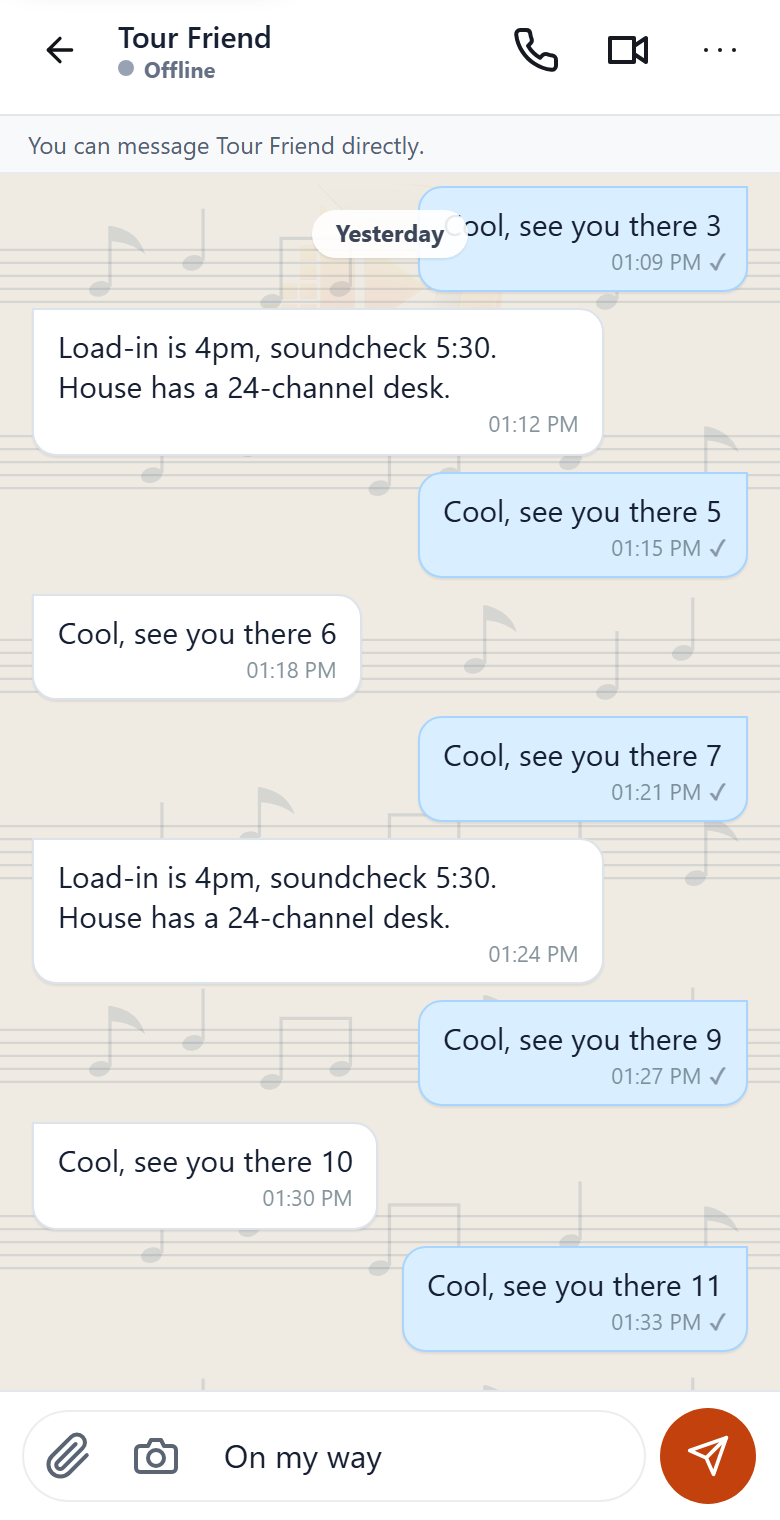 Tour Friend
Offline
You can message Tour Friend directly.
Yesterday
Cool, see you there 3
01:09 PM ✓
Load-in is 4pm, soundcheck 5:30.
House has a 24-channel desk.
01:12 PM
Cool, see you there 5
01:15 PM ✓
Cool, see you there 6
01:18 PM
Cool, see you there 7
01:21 PM ✓
Load-in is 4pm, soundcheck 5:30.
House has a 24-channel desk.
01:24 PM
Cool, see you there 9
01:27 PM ✓
Cool, see you there 10
01:30 PM
Cool, see you there 11
01:33 PM ✓
On my way